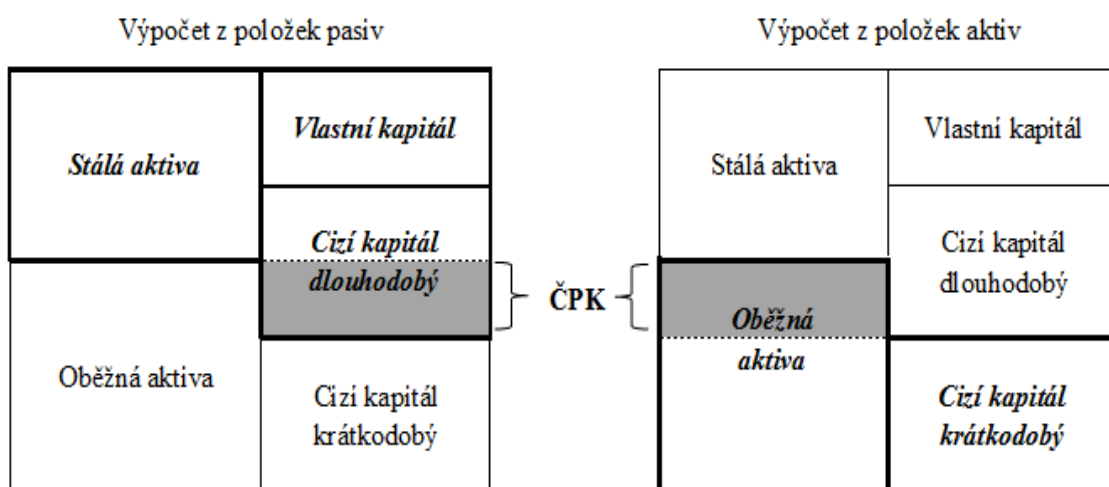 Výpočet z položek pasiv
Stálá aktiva
Vlastní kapitál
Cizí kapitál
dlouhodobý
Oběžná aktiva
Cizí kapitál
krátkodobý
ČPK
Výpočet z položek aktiv
Stálá aktiva
Vlastní kapitál
Cizí kapitál
dlouhodobý
Oběžná
aktiva
Cizí kapitál
krátkodobý